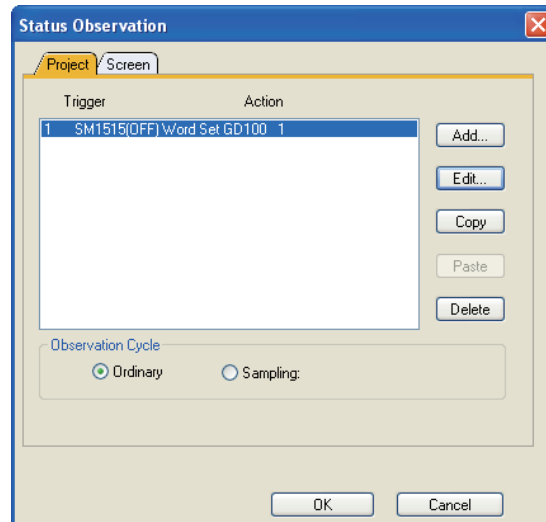 Status Observation
Project Screen
Trigger Action
1 SM1515(OFF) Word Set GD100 1
Add...
Edit...
Copy
Paste
Delete
Observation Cycle
Ordinary Sampling:
OK Cancel